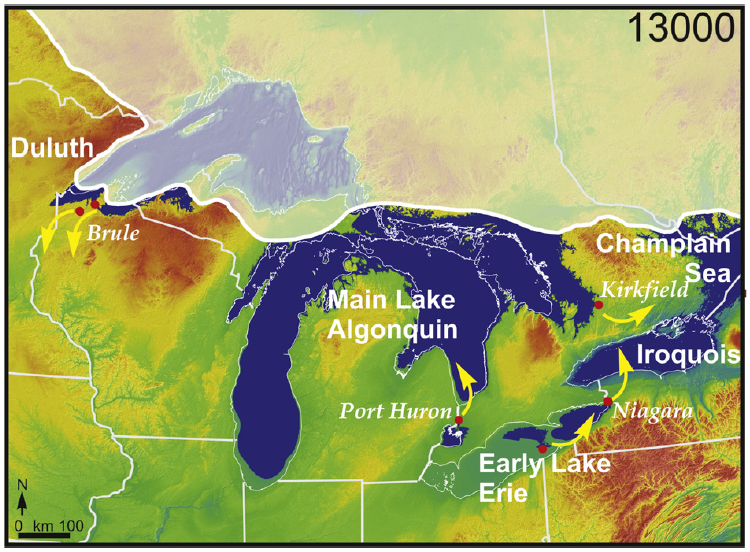 13000
Duluth
Brule
Champlain
Sea
Kirkfield
Main Lake
Algonquin
Iroquois
Port Huron
Niagara
Early Lake
Erie
N
0 km 100